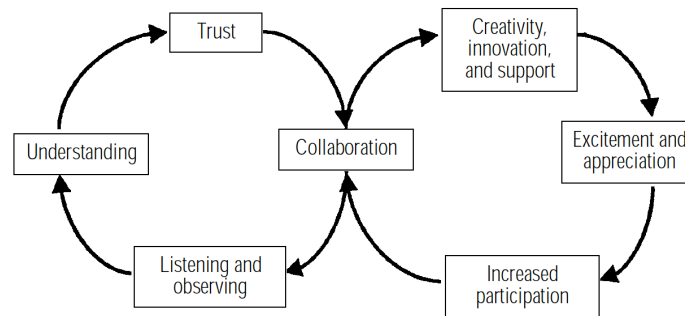 Trust
Creativity,
innovation,
and support
Understanding
Collaboration
Excitement and
appreciation
Listening and
observing
Increased
participation